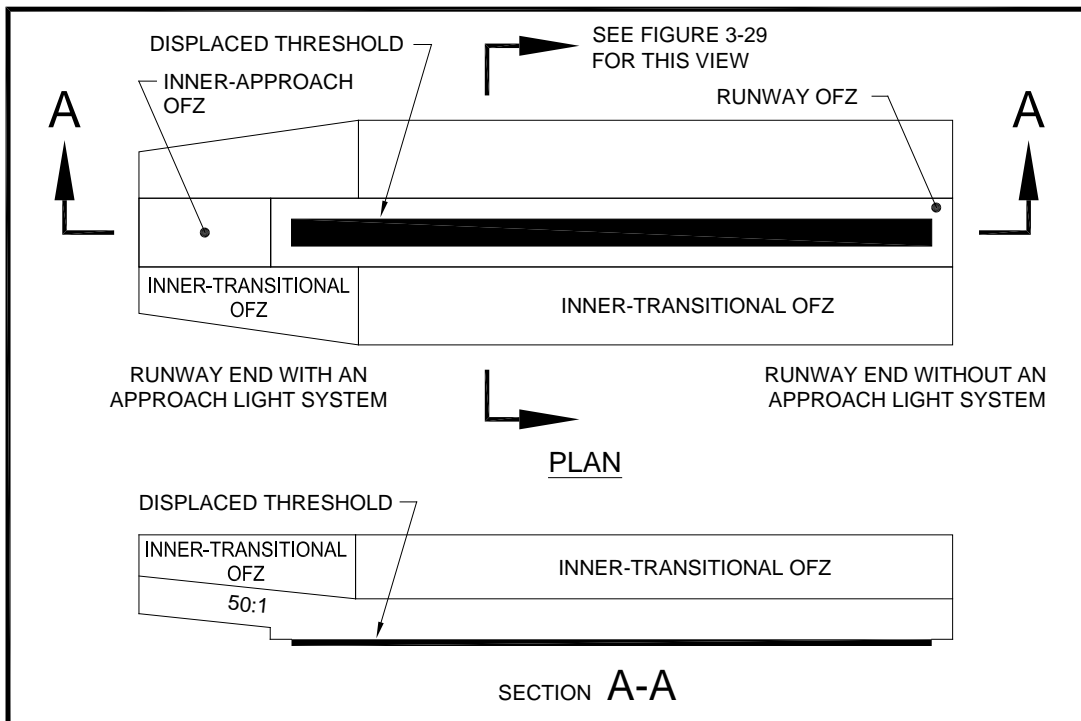 DISPLACED THRESHOLD
SEE FIGURE 3-29
FOR THIS VIEW
INNER-APPROACH
OFZ
RUNWAY OFZ
A
A
INNER-TRANSITIONAL
OFZ
INNER-TRANSITIONAL OFZ
RUNWAY END WITH AN
APPROACH LIGHT SYSTEM
RUNWAY END WITHOUT AN
APPROACH LIGHT SYSTEM
PLAN
DISPLACED THRESHOLD
INNER-TRANSITIONAL
OFZ
INNER-TRANSITIONAL OFZ
50:1
SECTION A-A